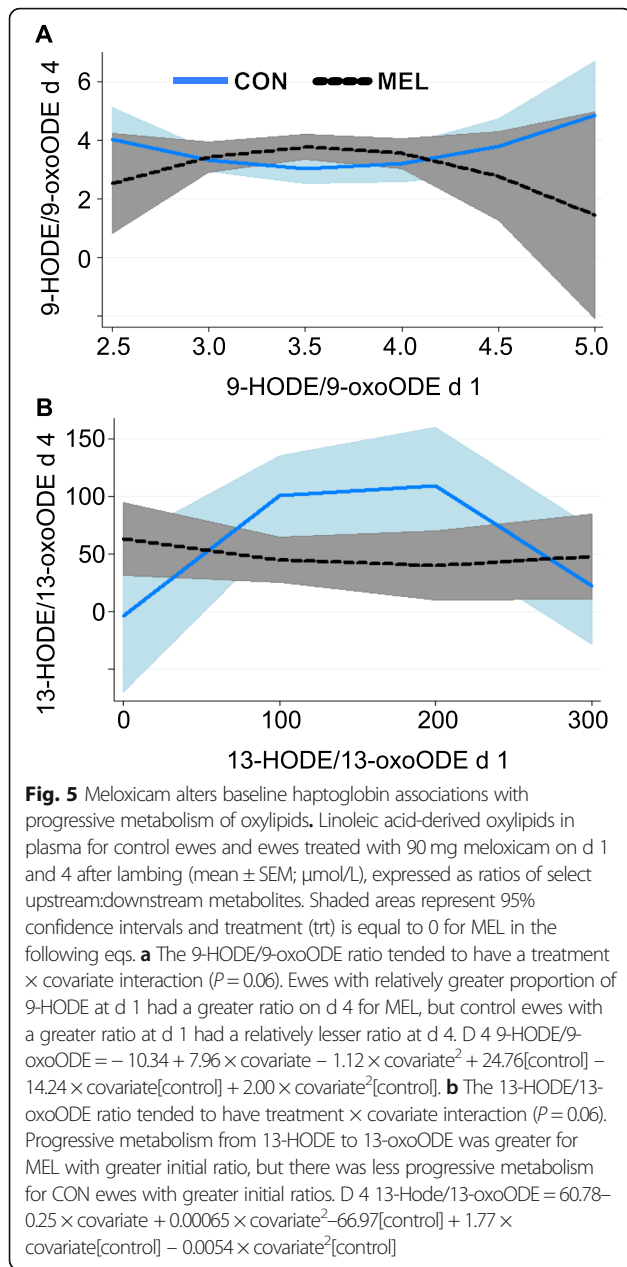 A
CON MEL
9-HODE/9-oxoODE d 4
6
4
2
0
2.5 3.0 3.5 4.0 4.5 5.0
9-HODE/9-oxoODE d 1
B
13-HODE/13-oxoODE d 4
150
100
50
0
0 100 200 300
13-HODE/13-oxoODE d 1
Fig. 5 Meloxicam alters baseline haptoglobin associations with
progressive metabolism of oxylipids. Linoleic acid-derived oxylipids in
plasma for control ewes and ewes treated with 90 mg meloxicam on d 1
and 4 after lambing (mean ± SEM; μmol/L), expressed as ratios of select
upstream:downstream metabolites. Shaded areas represent 95%
confidence intervals and treatment (trt) is equal to 0 for MEL in the
following eqs. a The 9-HODE/9-oxoODE ratio tended to have a treatment
× covariate interaction (P = 0.06). Ewes with relatively greater proportion of
9-HODE at d 1 had a greater ratio on d 4 for MEL, but control ewes with
a greater ratio at d 1 had a relatively lesser ratio at d 4. D 4 9-HODE/9-
oxoODE = − 10.34 + 7.96 × covariate − 1.12 × covariate² + 24.76[control] −
14.24 × covariate[control] + 2.00 × covariate²[control]. b The 13-HODE/13-
oxoODE ratio tended to have treatment × covariate interaction (P = 0.06).
Progressive metabolism from 13-HODE to 13-oxoODE was greater for
MEL with greater initial ratio, but there was less progressive metabolism
for CON ewes with greater initial ratios. D 4 13-Hode/13-oxoODE = 60.78–
0.25 × covariate + 0.00065 × covariate²–66.97[control] + 1.77 ×
covariate[control] − 0.0054 × covariate²[control]